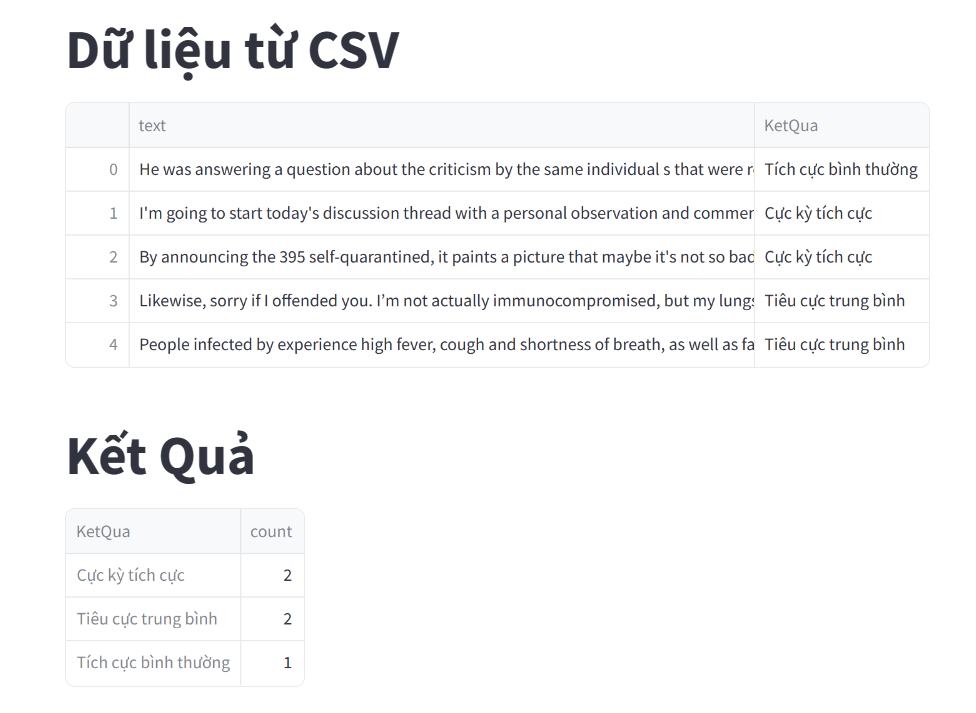 Dữ liệu từ CSV
text KetQua
0 He was answering a question about the criticism by the same individual s that were Tích cực bình thường
1 I'm going to start today's discussion thread with a personal observation and Cực kỳ tích cực
2 By announcing the 395 self-quarantined, it paints a picture that maybe it's not so bad Cực kỳ tích cực
3 Likewise, sorry if I offended you. I’m not actually immunocompromised, but my lungs Tiêu cực trung bình
4 People infected by experience high fever, cough and shortness of breath, as well as fa Tiêu cực trung bình
Kết Quả
KetQua count
Cực kỳ tích cực 2
Tiêu cực trung bình 2
Tích cực bình thường 1